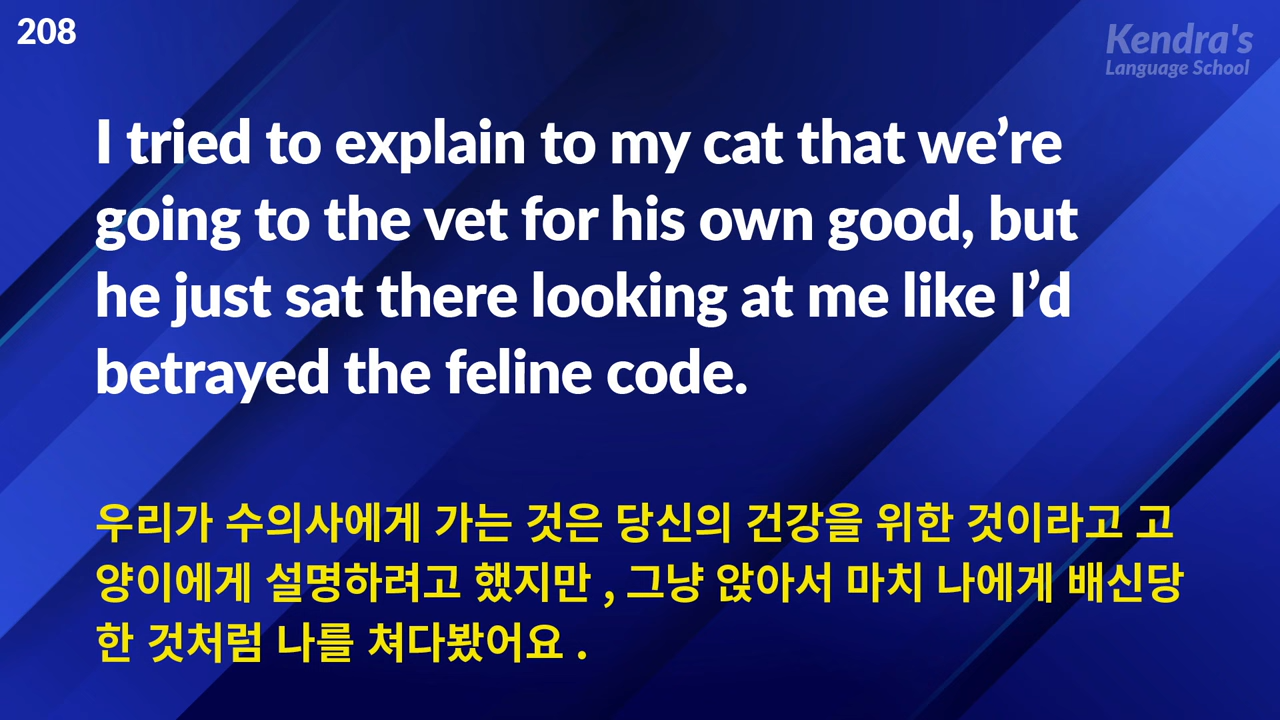 208
Kendra's
Language School
I tried to explain to my cat that we’re
going to the vet for his own good, but
he just sat there looking at me like I’d
betrayed the feline code.
우리가 수의사에게 가는 것은 당신의 건강을 위한 것이라고 고
양이에게 설명하려고 했지만 , 그냥 앉아서 마치 나에게 배신당
한 것처럼 나를 쳐다봤어요 .